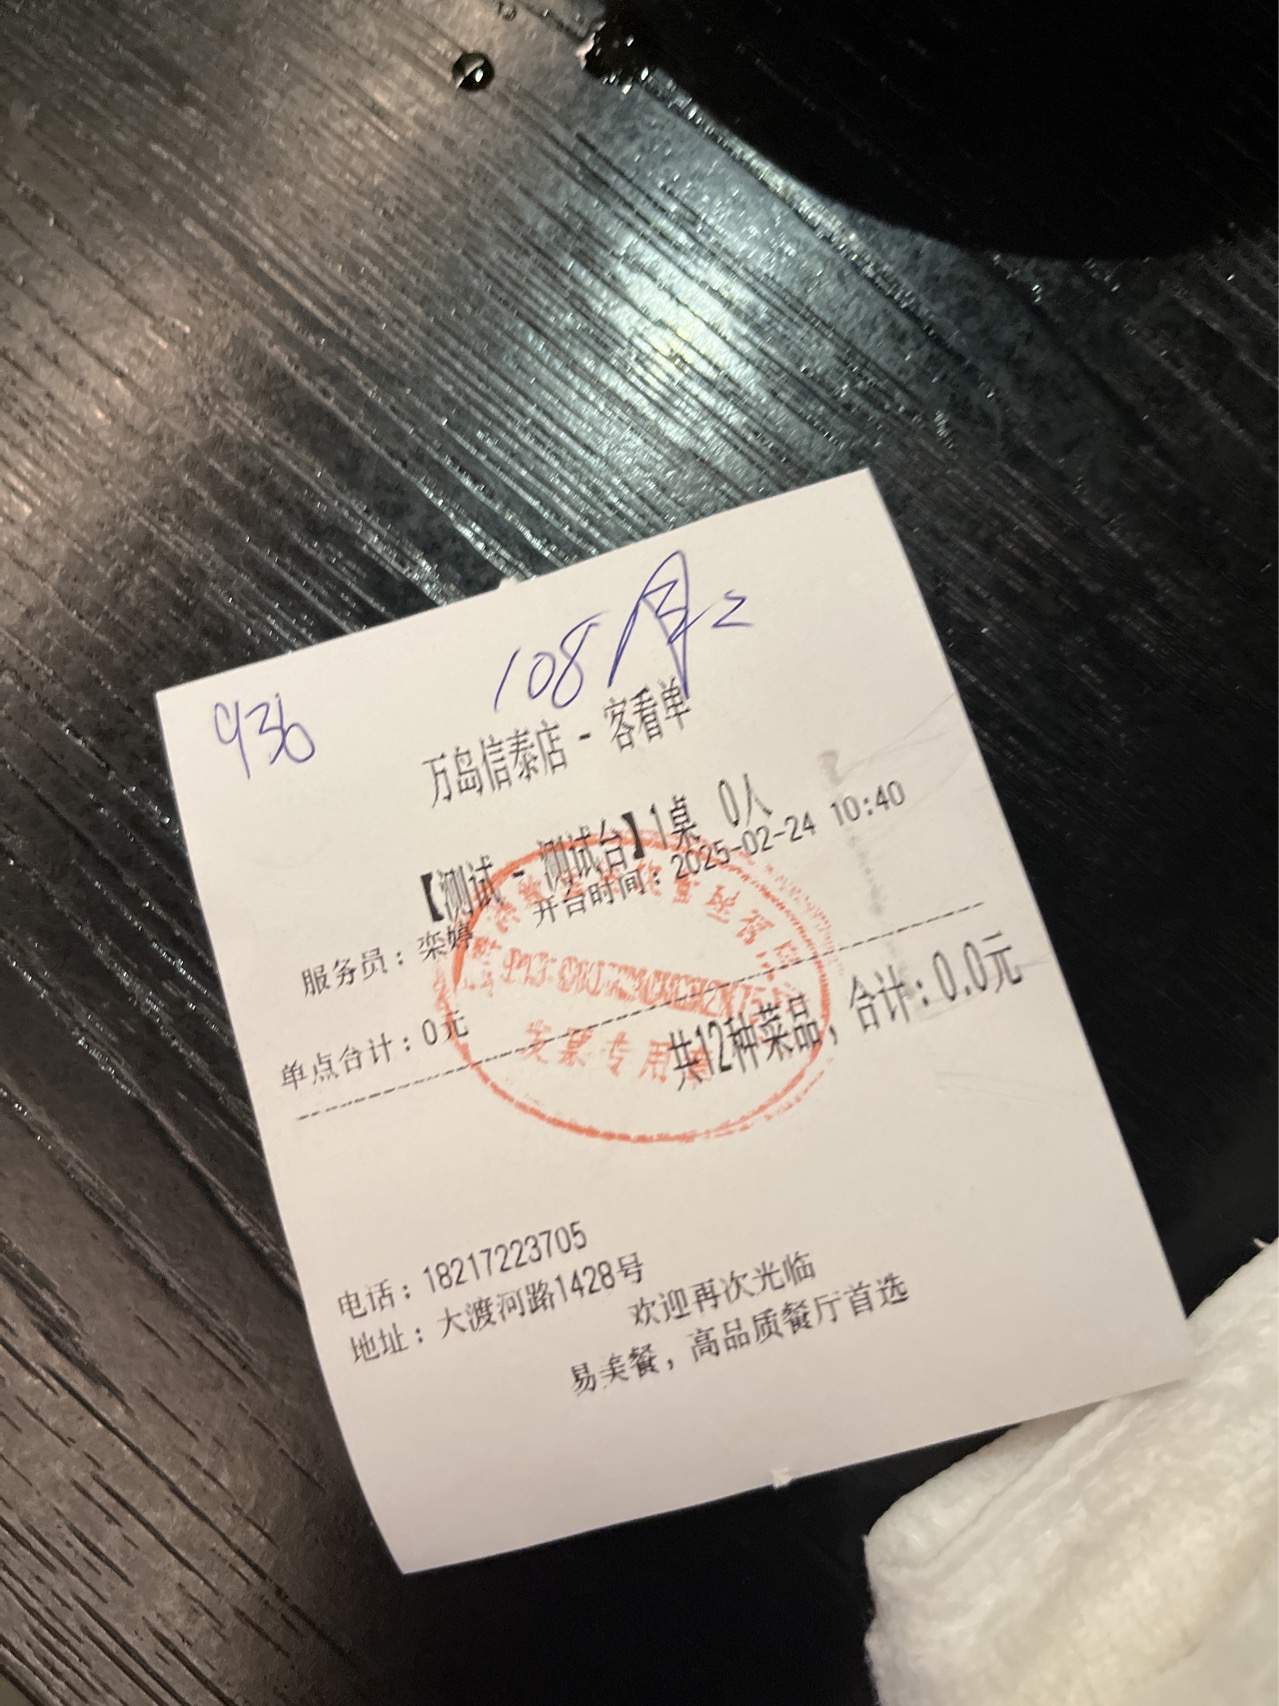 936
108
万岛信泰店 - 客看单
【测试 - 测试台】1桌 0人
服务员：栾婷 开台时间：2025-02-24 10:40
单点合计：0元
共12种菜品，合计：0.0元
发票专用章
电话：18217223705
地址：大渡河路1428号
欢迎再次光临
易美餐，高品质餐厅首选